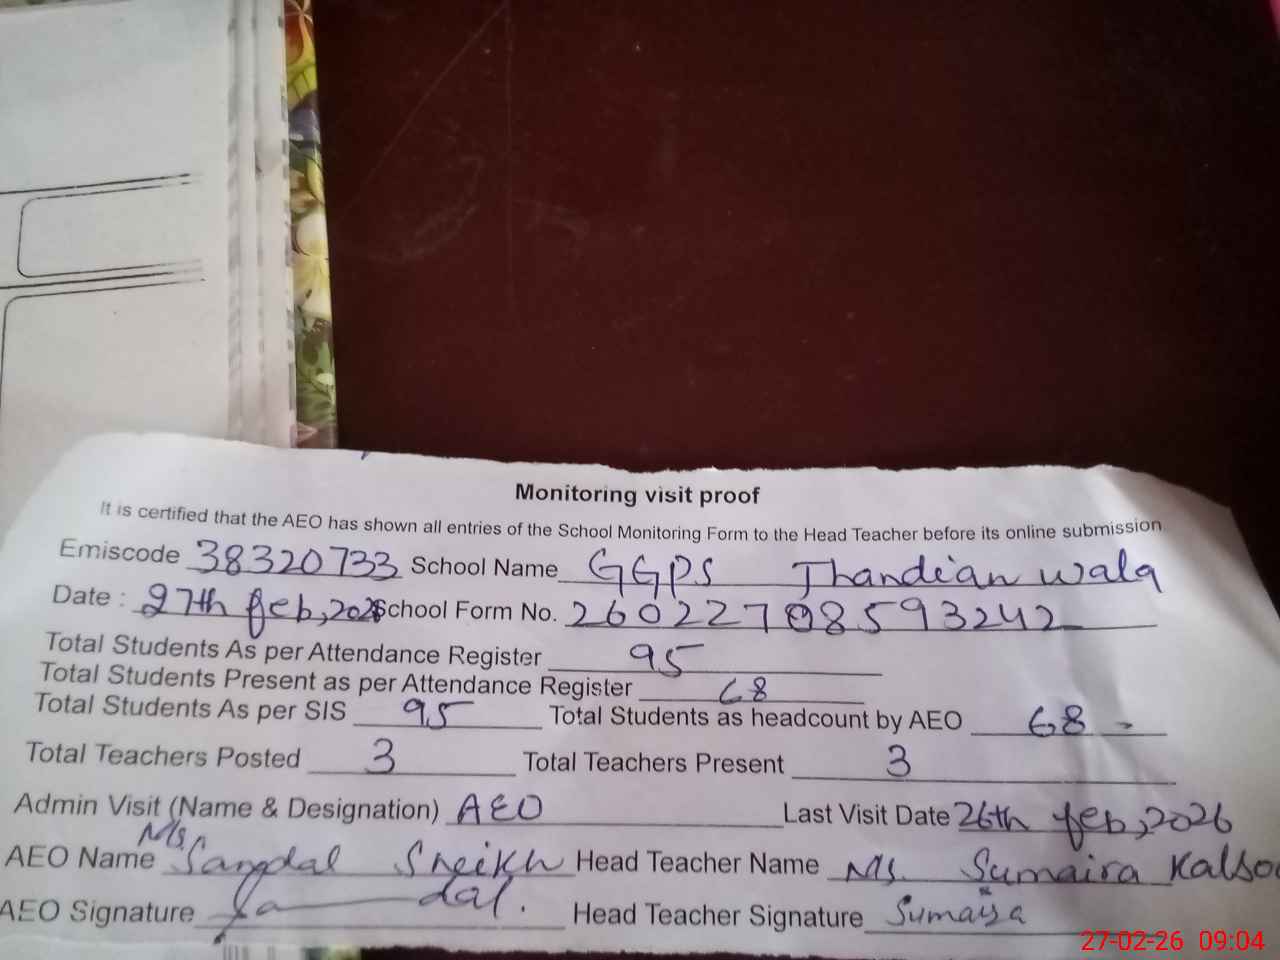 Monitoring visit proof
It is certified that the AEO has shown all entries of the School Monitoring Form to the Head Teacher before its online submission
Emiscode 38320733 School Name GGPS Jhandian wala
Date : 27th feb,2026 School Form No. 26022708593242
Total Students As per Attendance Register 95
Total Students Present as per Attendance Register 68
Total Students As per SIS 95 Total Students as headcount by AEO 68
Total Teachers Posted 3 Total Teachers Present 3
Admin Visit (Name & Designation) AEO Last Visit Date 26th feb,2026
AEO Name Ms. Sandal Sheikh Head Teacher Name Ms. Sumaira Kalso
AEO Signature Head Teacher Signature Sumaira
27-02-26 09:04